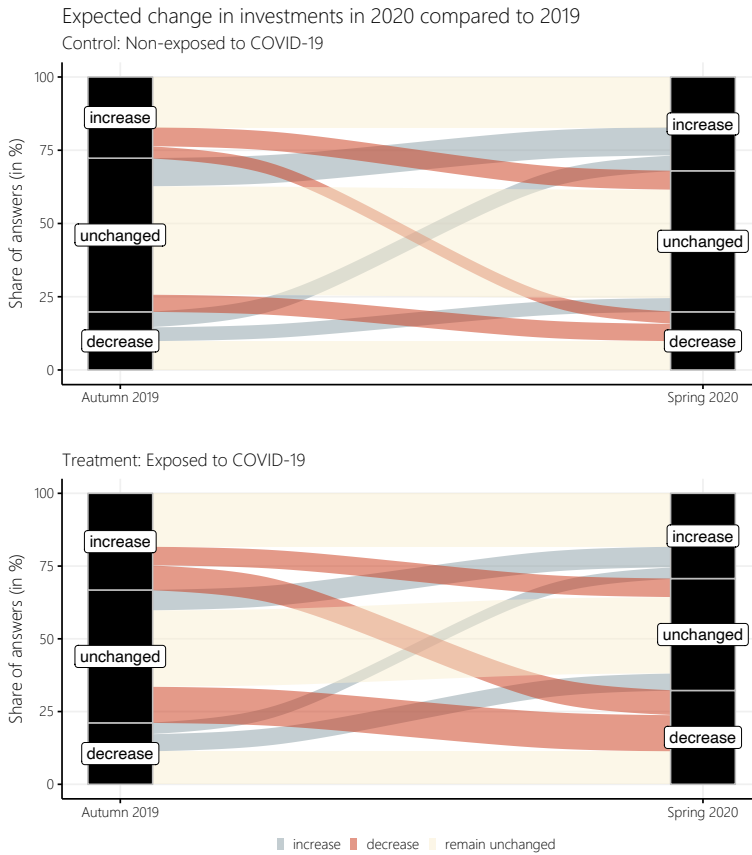 Expected change in investments in 2020 compared to 2019
Control: Non-exposed to COVID-19
Share of answers (in %)
100
75
50
25
0
increase
unchanged
decrease
increase
unchanged
decrease
Autumn 2019
Spring 2020
Treatment: Exposed to COVID-19
Share of answers (in %)
100
75
50
25
0
increase
unchanged
decrease
increase
unchanged
decrease
Autumn 2019
Spring 2020
increase decrease remain unchanged